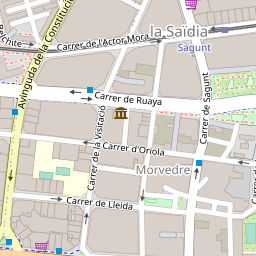 la Saïdia
Sagunt
Carrer de l'Actor Mora
Avinguda de la Constitució
Carrer de Ruaya
Carrer de Sagunt
Carrer de la Visitació
Carrer d'Oriola
Morvedre
Carrer de Lleida